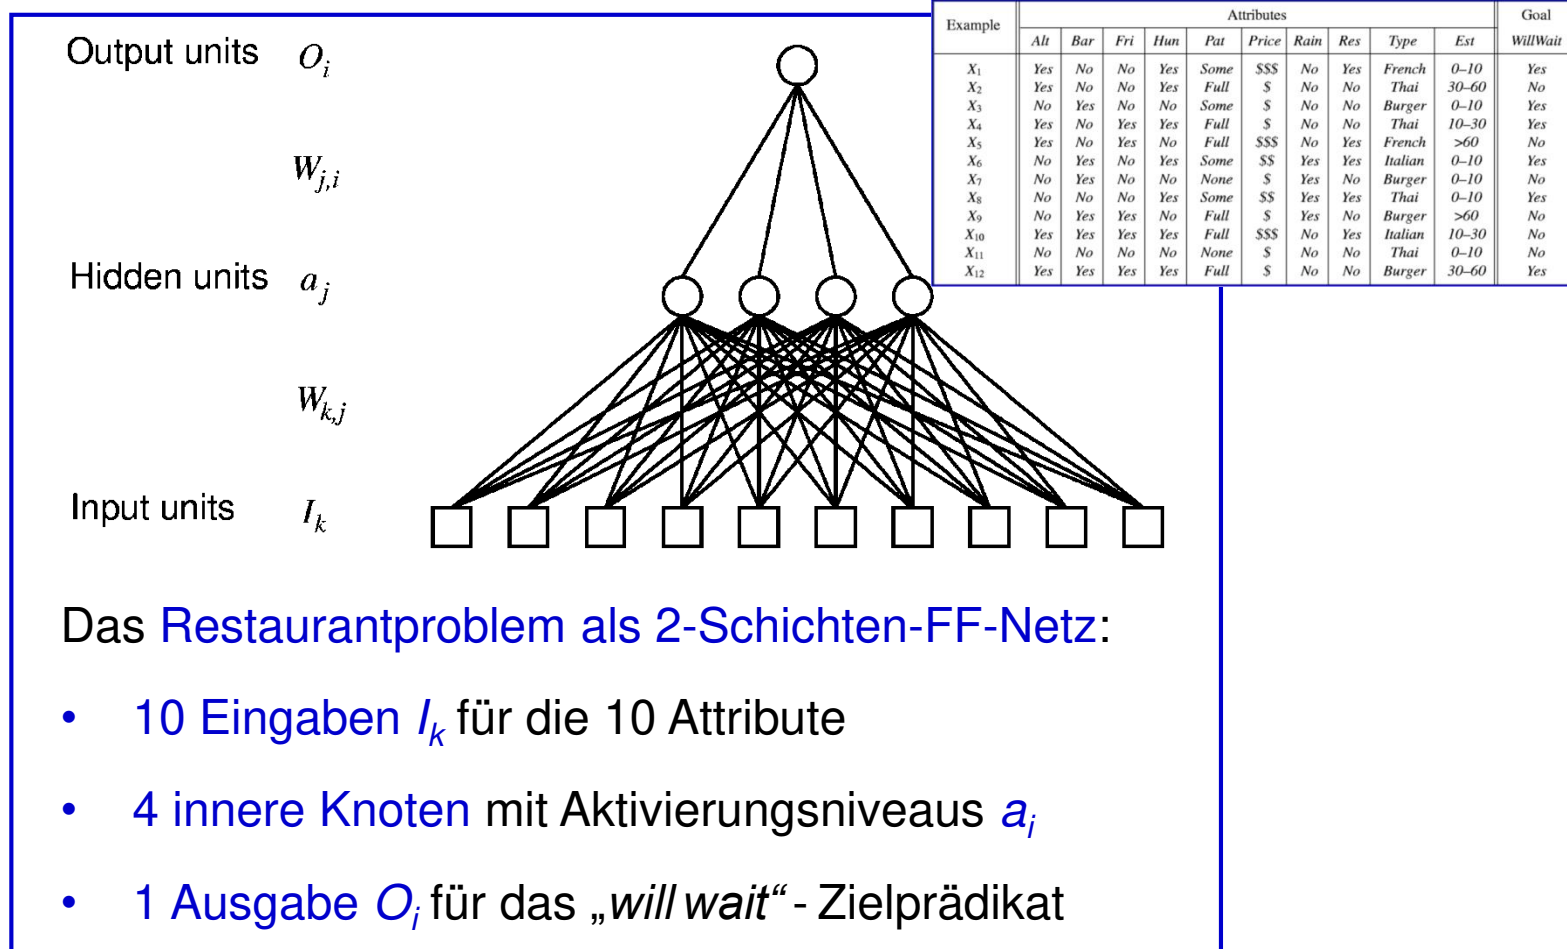 Output units O_i
W_{j,i}
Hidden units a_j
W_{k,j}
Input units I_k
Example Attributes Goal
Alt Bar Fri Hun Pat Price Rain Res Type Est WillWait
X1 Yes No No Yes Some $$$ No Yes French 0–10 Yes
X2 Yes No No Yes Full $ No No Thai 30–60 No
X3 No Yes No No Some $ No No Burger 0–10 Yes
X4 Yes No Yes Yes Full $ No No Thai 10–30 Yes
X5 Yes No Yes No Full $$$ No Yes French >60 No
X6 No Yes No Yes Some $$ Yes Yes Italian 0–10 Yes
X7 No Yes No No None $ Yes No Burger 0–10 No
X8 No No No Yes Some $$ Yes Yes Thai 0–10 Yes
X9 No Yes Yes No Full $ Yes No Burger >60 No
X10 Yes Yes Yes Yes Full $$$ No Yes Italian 10–30 No
X11 No No No No None $ No No Thai 0–10 No
X12 Yes Yes Yes Yes Full $ No No Burger 30–60 Yes
Das Restaurantproblem als 2-Schichten-FF-Netz:
• 10 Eingaben I_k für die 10 Attribute
• 4 innere Knoten mit Aktivierungsniveaus a_i
• 1 Ausgabe O_i für das „will wait“ - Zielprädikat